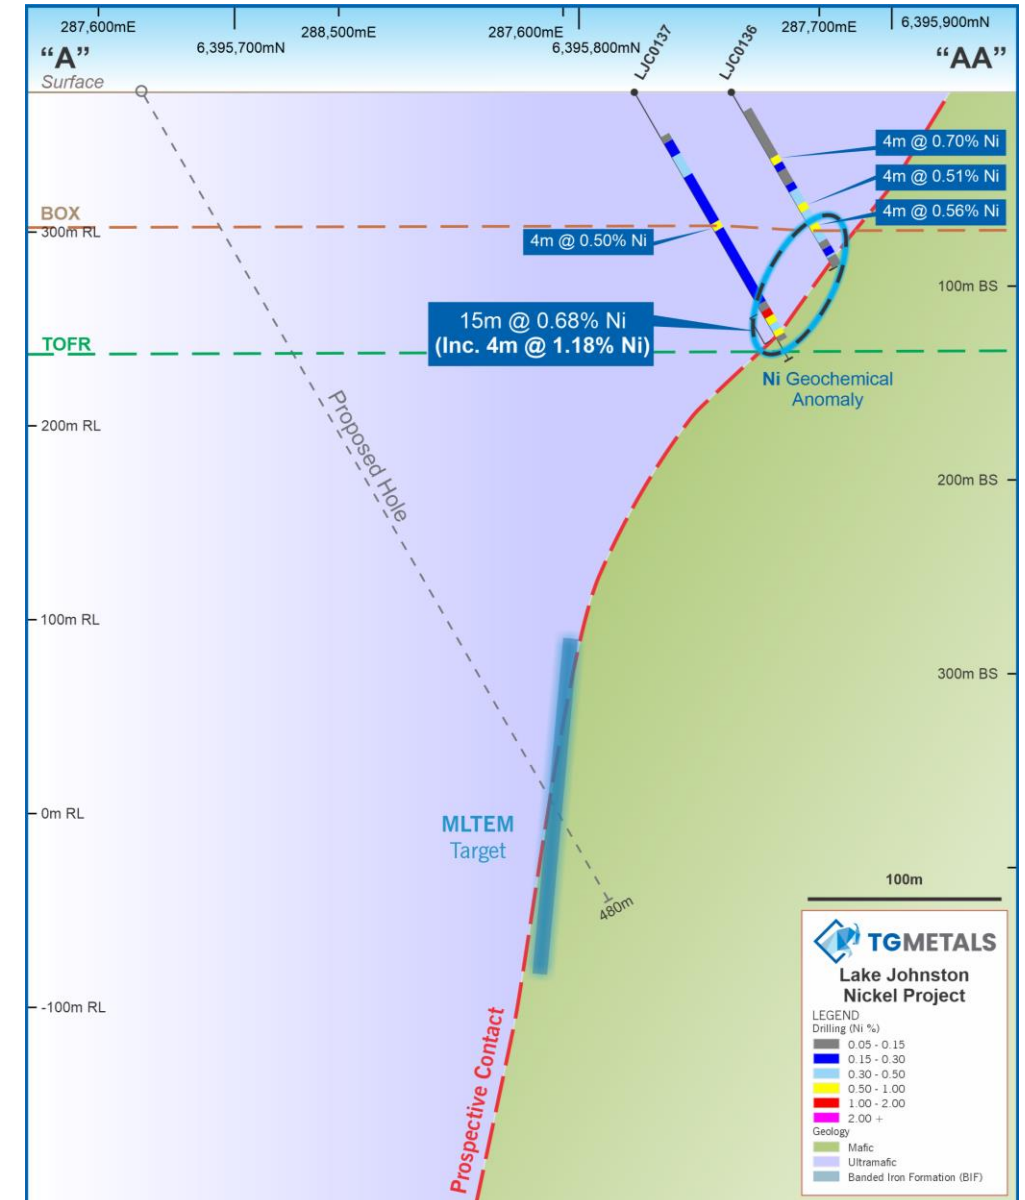 287,600mE
6,395,700mN
288,500mE
287,600mE
6,395,800mN
287,700mE
6,395,900mN
“A”
“AA”
Surface
LJC0137
LJC0136
4m @ 0.70% Ni
4m @ 0.51% Ni
4m @ 0.56% Ni
BOX
300m RL
4m @ 0.50% Ni
100m BS
15m @ 0.68% Ni
(Inc. 4m @ 1.18% Ni)
TOFR
Ni Geochemical
Anomaly
Proposed Hole
200m RL
200m BS
100m RL
300m BS
0m RL
MLTEM
Target
480m
100m
-100m RL
Prospective Contact
TGMETALS
Lake Johnston
Nickel Project
LEGEND
Drilling (Ni %)
0.05 - 0.15
0.15 - 0.30
0.30 - 0.50
0.50 - 1.00
1.00 - 2.00
2.00 +
Geology
Mafic
Ultramafic
Banded Iron Formation (BIF)